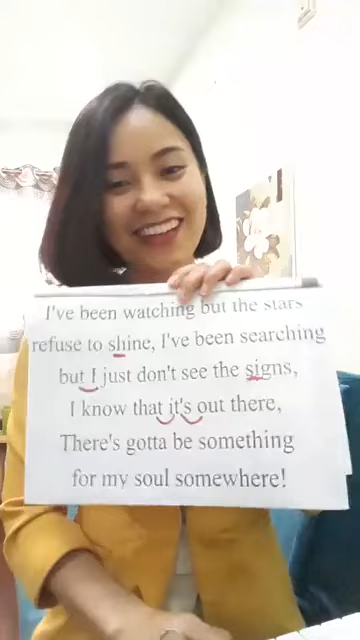 I've been watching but the stars
refuse to shine, I've been searching
but I just don't see the signs,
I know that it's out there,
There's gotta be something
for my soul somewhere!